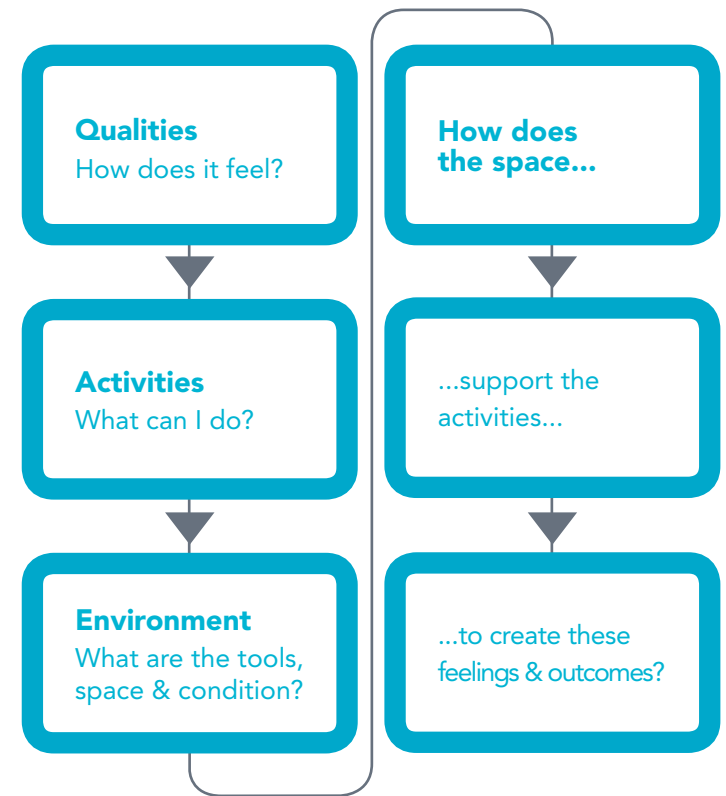 Qualities
How does it feel?
Activities
What can I do?
Environment
What are the tools,
space & condition?
How does
the space...
...support the
activities...
...to create these
feelings & outcomes?